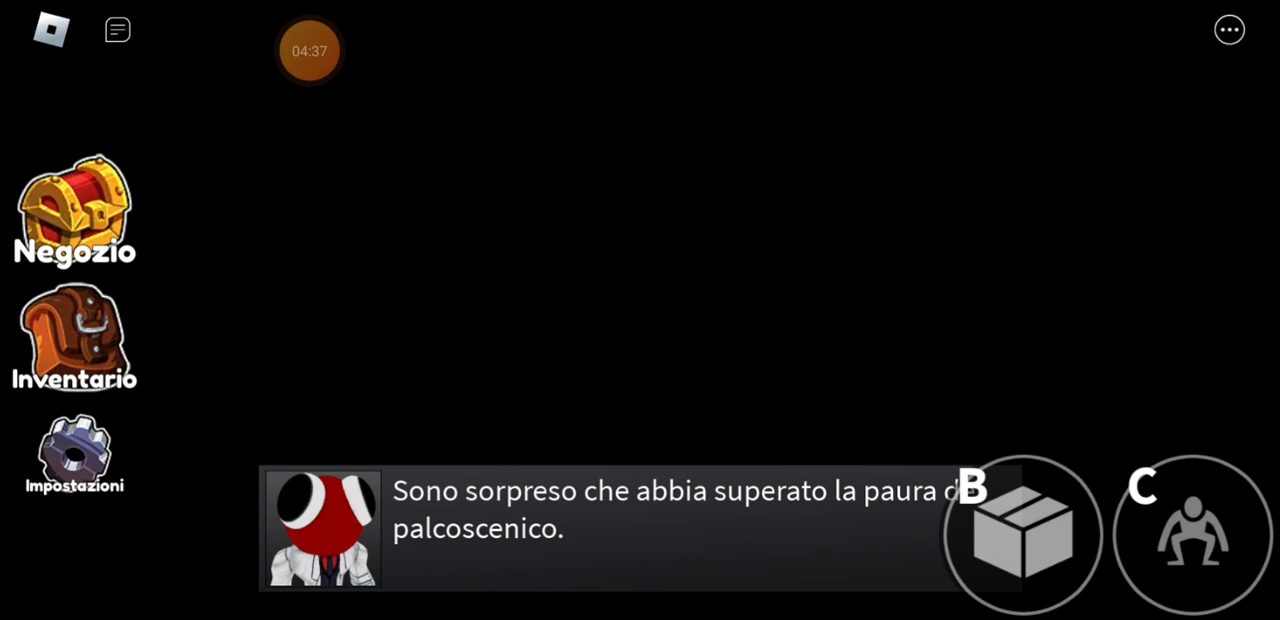 04:37
Negozio
Inventario
Impostazioni
Sono sorpreso che abbia superato la paura
palcoscenico.
B
C